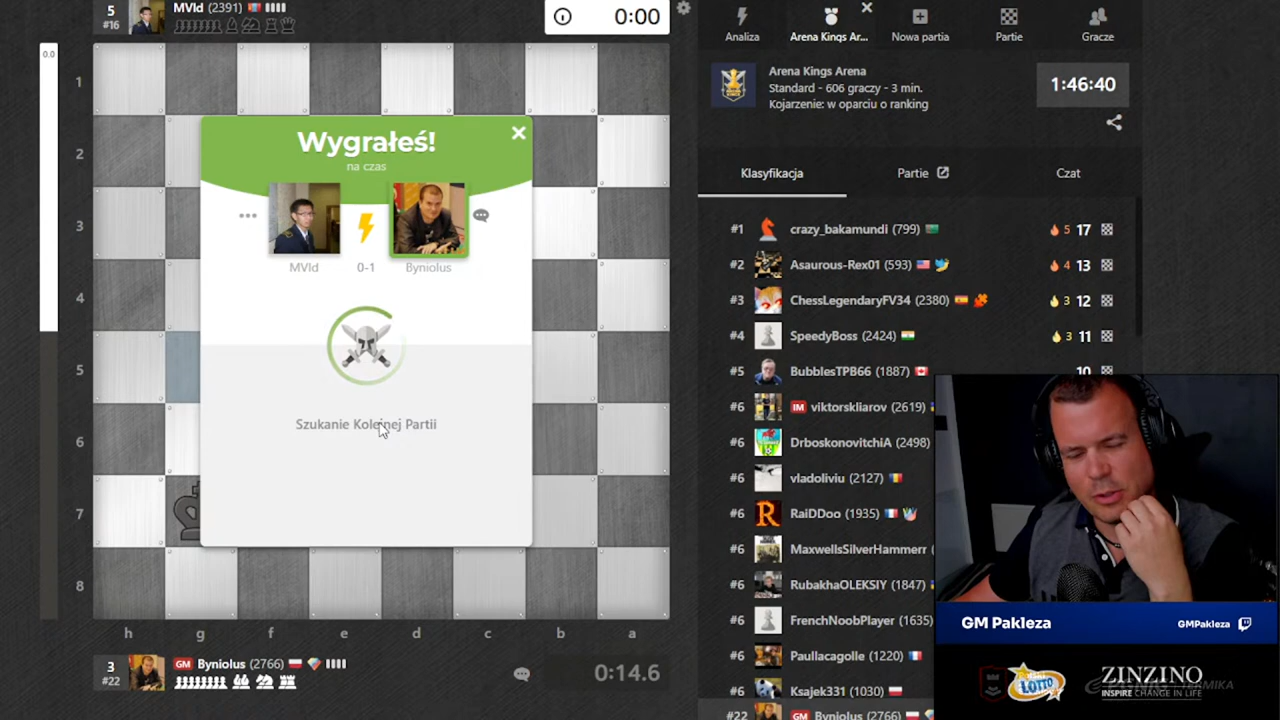 5
#16
MVId (2391)
0:00
0.0
1
2
3
4
5
6
7
8
h
g
f
e
d
c
b
a
Wygrałeś!
na czas
MVId
0-1
Byniolus
Szukanie Kolejnej Partii
3
#22
GM Byniolus (2766)
0:14.6
Analiza
Arena Kings Ar...
Nowa partia
Partie
Gracze
Arena Kings Arena
Standard - 606 graczy - 3 min.
Kojarzenie: w oparciu o ranking
1:46:40
Klasyfikacja
Partie
Czat
#1 crazy_bakamundi (799) 5 17
#2 Asaurous-Rex01 (593) 4 13
#3 ChessLegendaryFV34 (2380) 3 12
#4 SpeedyBoss (2424) 3 11
#5 BubblesTPB66 (1887) 10
#6 IM viktorskliarov (2619)
#6 DrboskonovitchiA (2498)
#6 vladoliviu (2127)
#6 RaiDDoo (1935)
#6 MaxwellsSilverHammerr (
#6 RubakhaOLEKSIY (1847)
#6 FrenchNoobPlayer (1635)
#6 Paullacagolle (1220)
#6 Ksajek331 (1030)
#22 GM Byniolus (2766)
GM Pakleza
GMPakleza
LOTTO
ZINZINO
INSPIRE CHANGE IN LIFE